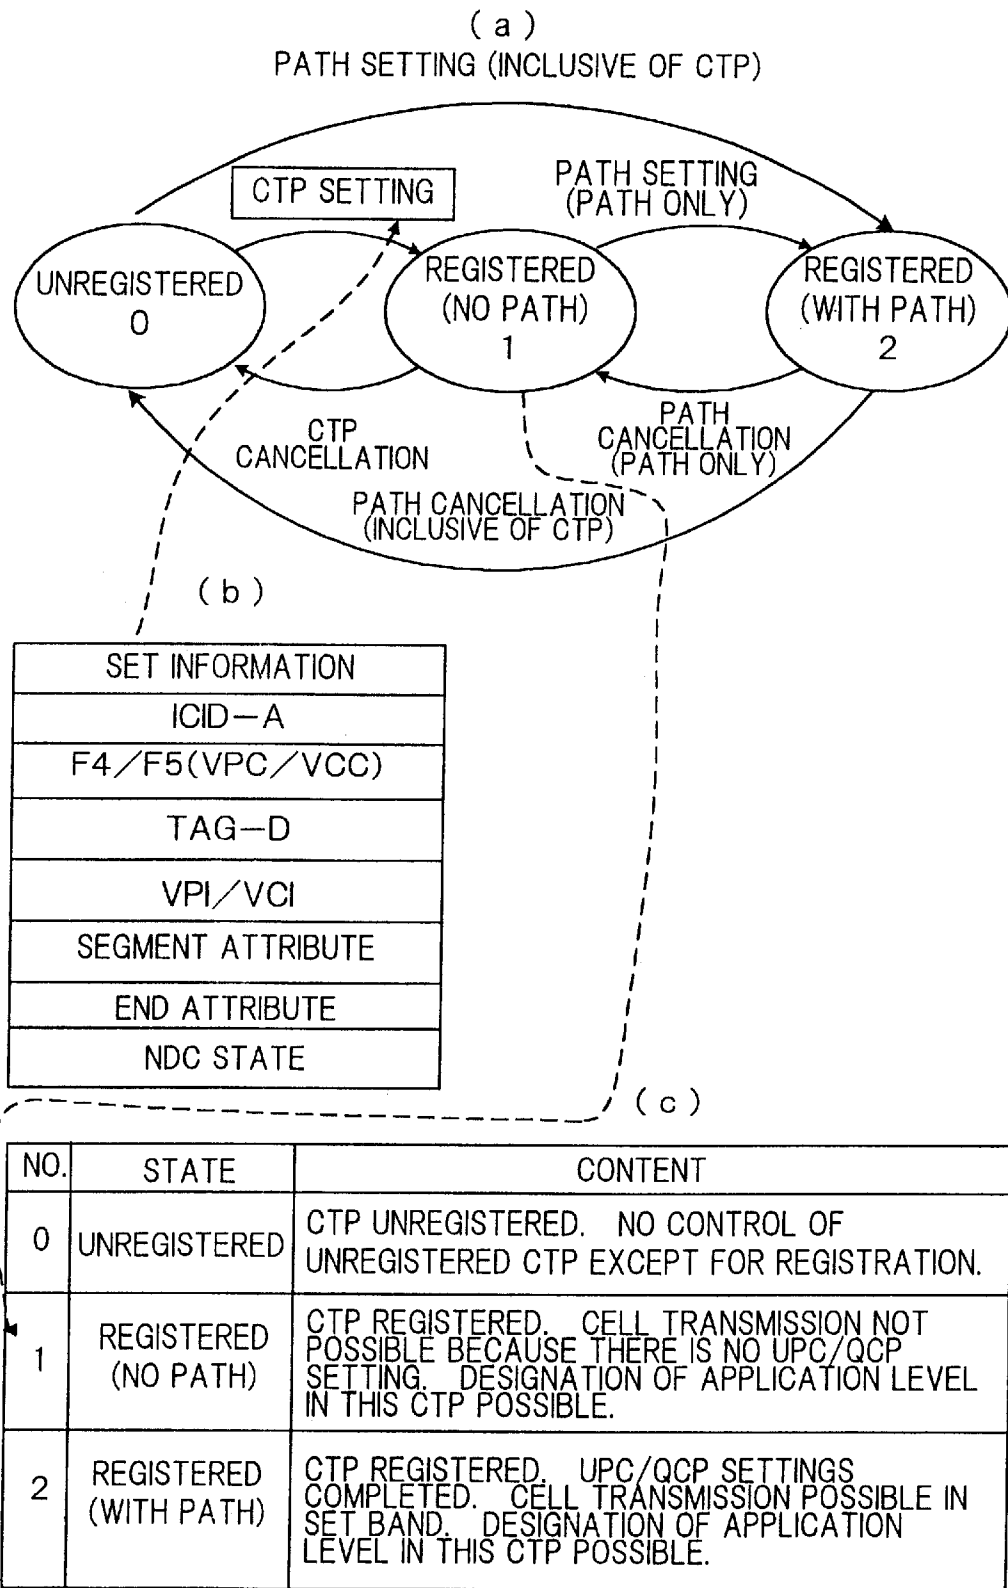 (a)
PATH SETTING (INCLUSIVE OF CTP)
CTP SETTING
PATH SETTING
(PATH ONLY)
UNREGISTERED
0
REGISTERED
(NO PATH)
1
REGISTERED
(WITH PATH)
2
CTP
CANCELLATION
PATH
CANCELLATION
(PATH ONLY)
PATH CANCELLATION
(INCLUSIVE OF CTP)
(b)
SET INFORMATION
ICID—A
F4/F5(VPC/VCC)
TAG—D
VPI/VCI
SEGMENT ATTRIBUTE
END ATTRIBUTE
NDC STATE
(c)
NO. STATE CONTENT
0 UNREGISTERED
CTP UNREGISTERED. NO CONTROL OF
UNREGISTERED CTP EXCEPT FOR REGISTRATION.
1
REGISTERED
(NO PATH)
CTP REGISTERED. CELL TRANSMISSION NOT
POSSIBLE BECAUSE THERE IS NO UPC/QCP
SETTING. DESIGNATION OF APPLICATION LEVEL
IN THIS CTP POSSIBLE.
2
REGISTERED
(WITH PATH)
CTP REGISTERED. UPC/QCP SETTINGS
COMPLETED. CELL TRANSMISSION POSSIBLE IN
SET BAND. DESIGNATION OF APPLICATION
LEVEL IN THIS CTP POSSIBLE.